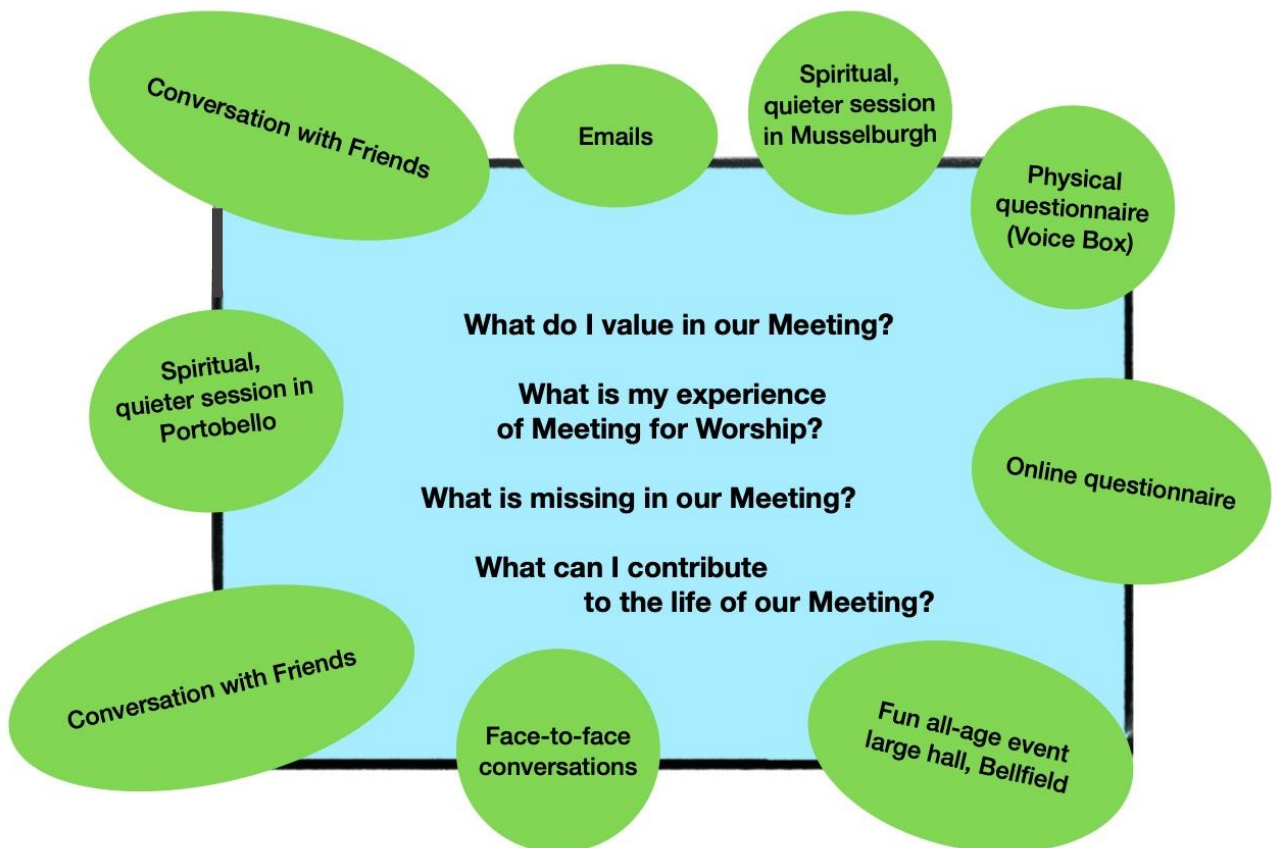 Conversation with Friends
Emails
Spiritual,
quieter session
in Musselburgh
Physical
questionnaire
(Voice Box)
What do I value in our Meeting?
What is my experience
of Meeting for Worship?
What is missing in our Meeting?
What can I contribute
to the life of our Meeting?
Spiritual,
quieter session in
Portobello
Online questionnaire
Conversation with Friends
Face-to-face
conversations
Fun all-age event
large hall, Bellfield